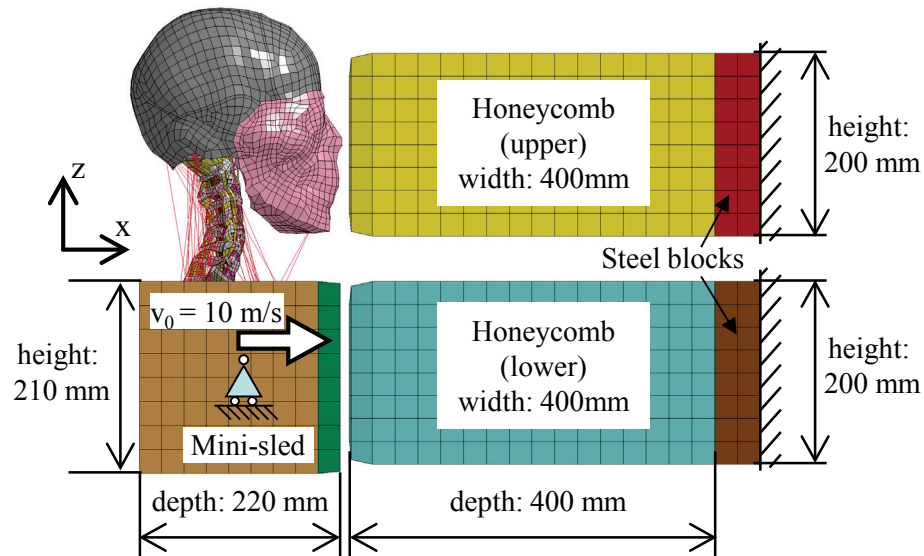 Honeycomb
(upper)
width: 400mm
height:
200 mm
z
x
Steel blocks
v₀ = 10 m/s
height:
210 mm
Mini-sled
Honeycomb
(lower)
width: 400mm
height:
200 mm
depth: 220 mm
depth: 400 mm